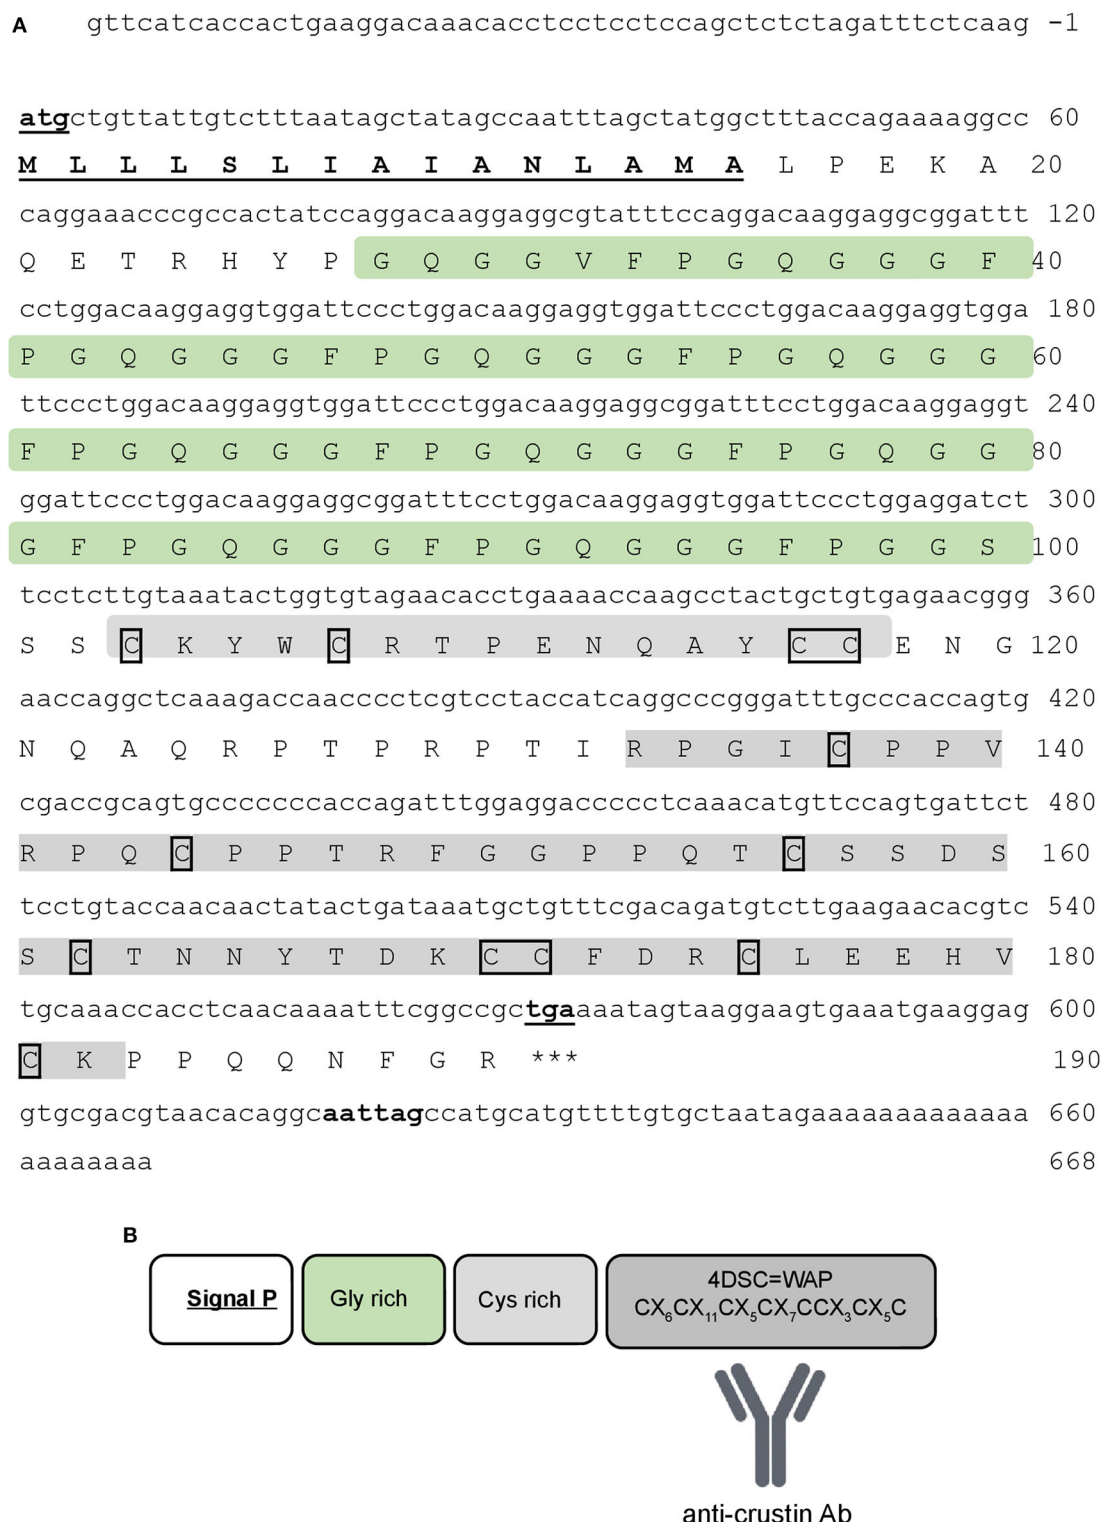 A gttcatcaccactgaaggacaaacacctcctcctccagctctctagatttctcaag -1
atgctgttattgtctttaatagctatagccaatttagctatggctttaccagaaaaggcc 60
M L L L S L I A I A N L A M A L P E K A 20
caggaaacccgccactatccaggacaaggaggcgtatttccaggacaaggaggcggattt 120
Q E T R H Y P G Q G G V F P G Q G G G F 40
cctggacaaggaggtggattccctggacaaggaggtggattccctggacaaggaggtgga 180
P G Q G G G F P G Q G G G F P G Q G G G 60
ttccctggacaaggaggtggattccctggacaaggaggcggatttcctggacaaggaggt 240
F P G Q G G G F P G Q G G G F P G Q G G 80
ggattccctggacaaggaggcggatttcctggacaaggaggtggattccctggaggatct 300
G F P G Q G G G F P G Q G G G F P G G S 100
tcctcttgtaaatactggtgtagaacacctgaaaaccaagcctactgctgtgagaacggg 360
S S C K Y W C R T P E N Q A Y C C E N G 120
aaccaggctcaaagaccaacccctcgtcctaccatcaggcccgggatttgcccaccagtg 420
N Q A Q R P T P R P T I R P G I C P P V 140
cgaccgcagtgccccccaccagatttggaggacccccctcaaacatgttccagtgattct 480
R P Q C P P T R F G G P P Q T C S S D S 160
tcctgtaccaacaactatactgataaatgctgtttcgacagatgtcttgaagaacacgtc 540
S C T N N Y T D K C C F D R C L E E H V 180
tgcaaaccacctcaacaaaatttcggccgctgaaaatagtaaggaagtgaaatgaaggag 600
C K P P Q Q N F G R *** 190
gtgcgacgtaacacaggcaattagccatgcatgttttgtgctaatagaaaaaaaaaaaaa 660
aaaaaaaa 668
B
Signal P Gly rich Cys rich 4DSC=WAP
CX6CX11CX5CX7CCX3CX5C
anti-crustin Ab